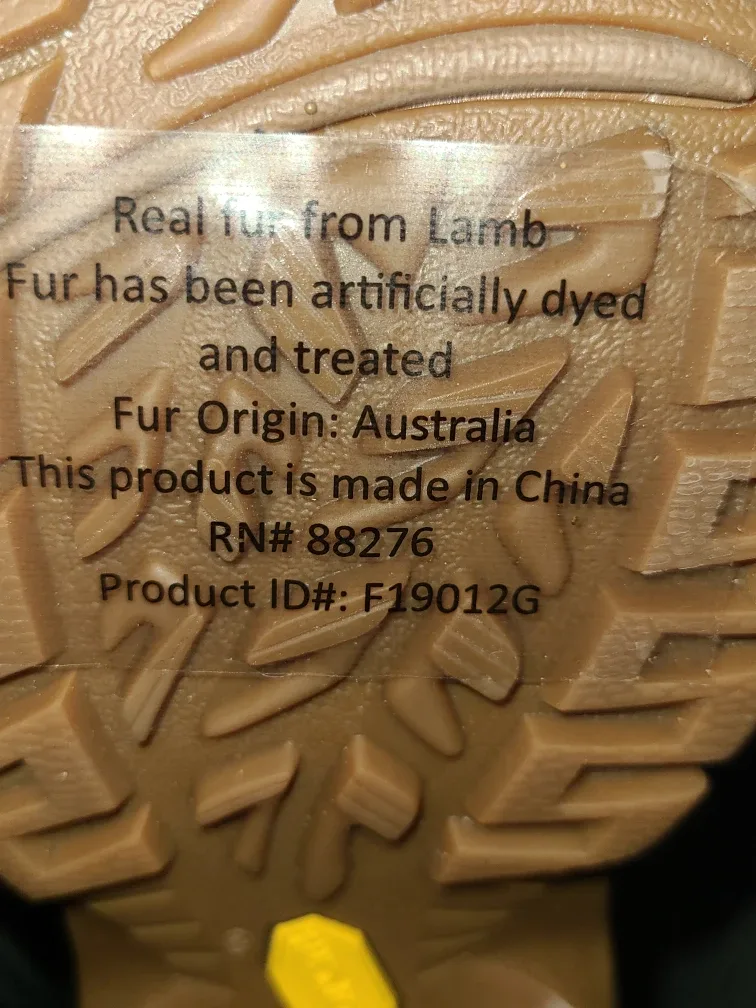 Real fur from Lamb
Fur has been artificially dyed
and treated
Fur Origin: Australia
This product is made in China
RN# 88276
Product ID#: F19012G